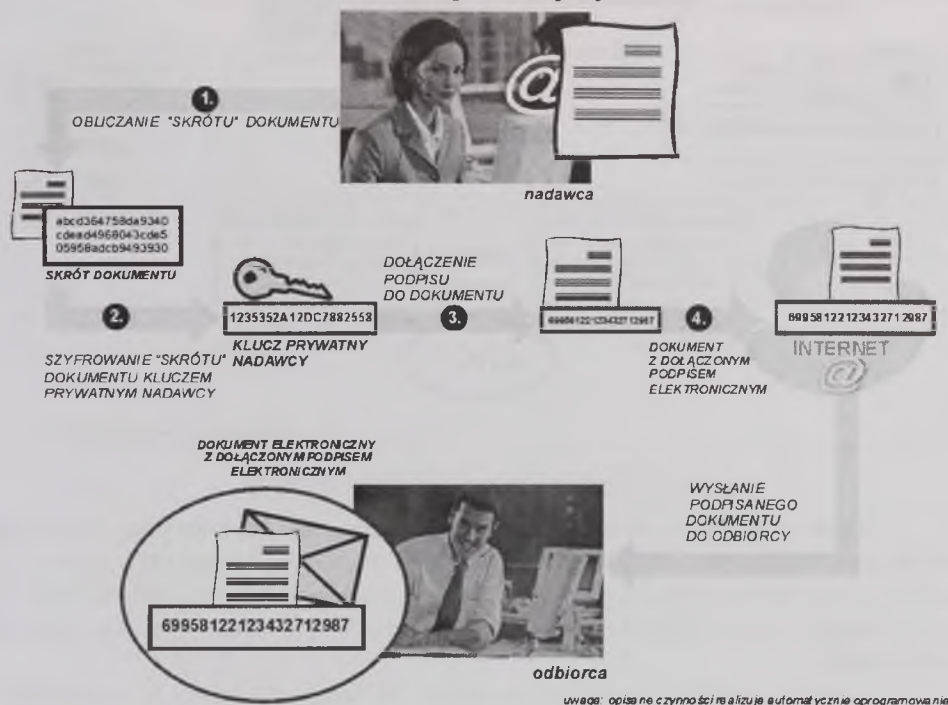 1.
OBLICZANIE "SKRÓTU" DOKUMENTU
@
nadawca
abcd364758da9340
cdead4968043cde5
05958adcb9493930
SKRÓT DOKUMENTU
2.
SZYFROWANIE "SKRÓTU"
DOKUMENTU KLUCZEM
PRYWATNYM NADAWCY
1235352A12DC7882558
KLUCZ PRYWATNY
NADAWCY
DOŁĄCZENIE
PODPISU
DO DOKUMENTU
3.
69958122123432712987
4.
DOKUMENT
Z DOŁĄCZONYM
PODPISEM
ELEKTRONICZNYM
69958122123432712987
INTERNET
@
WYSŁANIE
PODPISANEGO
DOKUMENTU
DO ODBIORCY
DOKUMENT ELEKTRONICZNY
Z DOŁĄCZONYM PODPISEM
ELEKTRONICZNYM
69958122123432712987
odbiorca
uwaga: opisane czynności realizuje automatycznie oprogramowanie